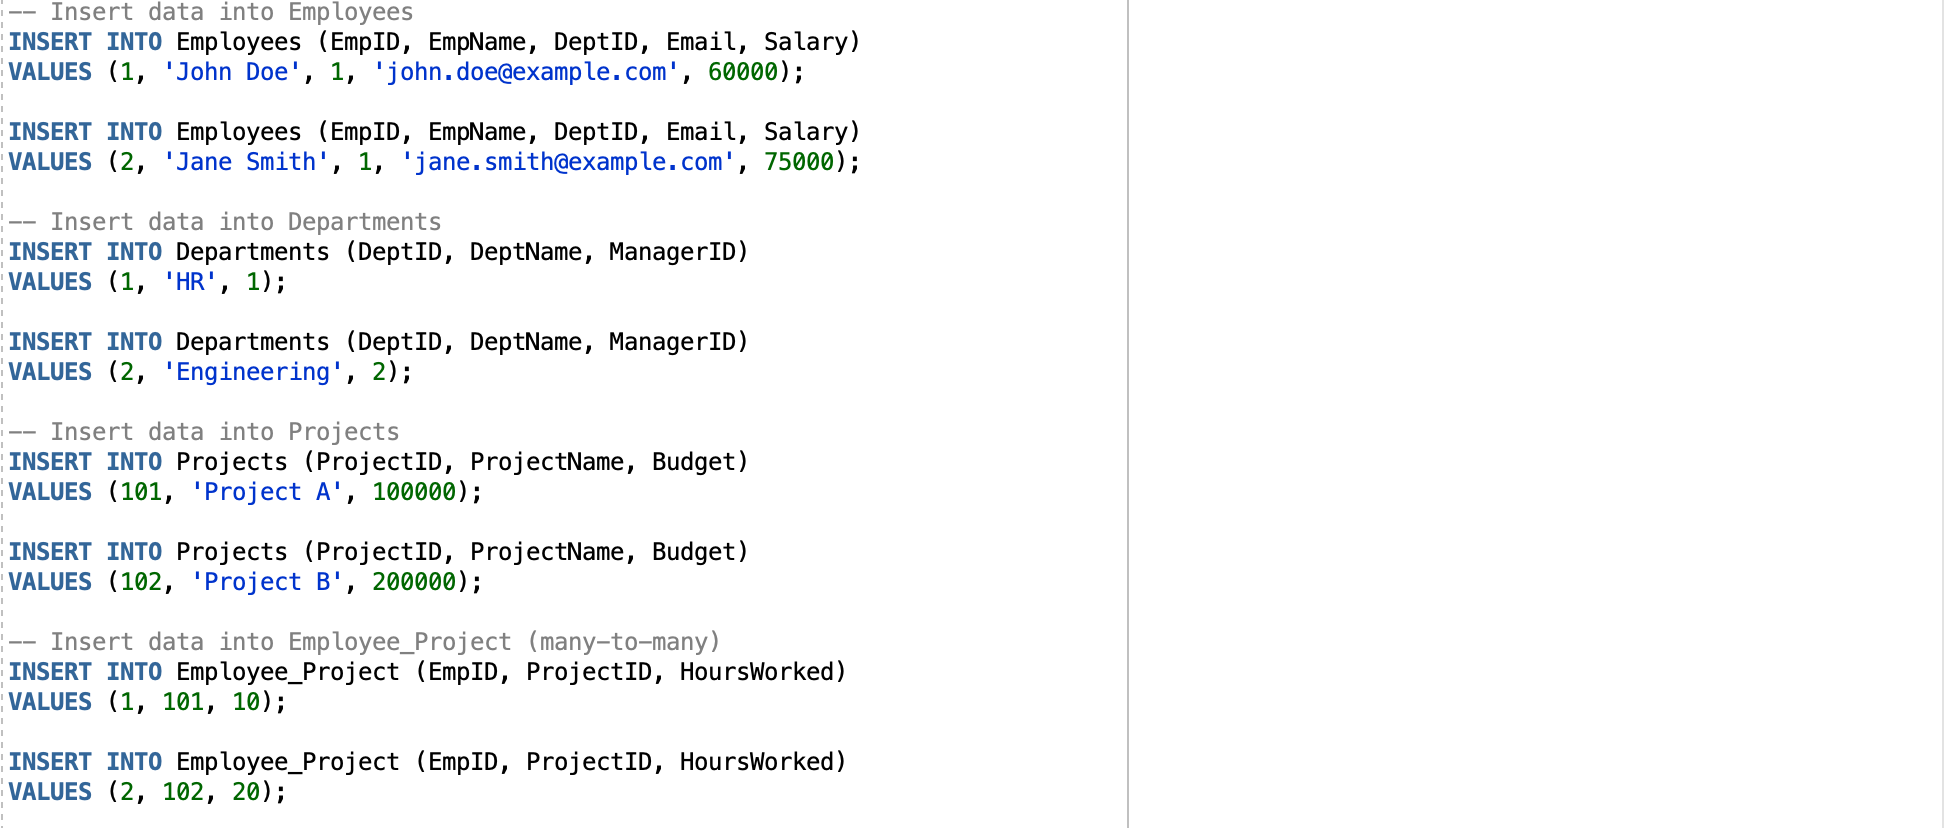 -- Insert data into Employees
INSERT INTO Employees (EmpID, EmpName, DeptID, Email, Salary)
VALUES (1, 'John Doe', 1, 'john.doe@example.com', 60000);
INSERT INTO Employees (EmpID, EmpName, DeptID, Email, Salary)
VALUES (2, 'Jane Smith', 1, 'jane.smith@example.com', 75000);
-- Insert data into Departments
INSERT INTO Departments (DeptID, DeptName, ManagerID)
VALUES (1, 'HR', 1);
INSERT INTO Departments (DeptID, DeptName, ManagerID)
VALUES (2, 'Engineering', 2);
-- Insert data into Projects
INSERT INTO Projects (ProjectID, ProjectName, Budget)
VALUES (101, 'Project A', 100000);
INSERT INTO Projects (ProjectID, ProjectName, Budget)
VALUES (102, 'Project B', 200000);
-- Insert data into Employee_Project (many-to-many)
INSERT INTO Employee_Project (EmpID, ProjectID, HoursWorked)
VALUES (1, 101, 10);
INSERT INTO Employee_Project (EmpID, ProjectID, HoursWorked)
VALUES (2, 102, 20);